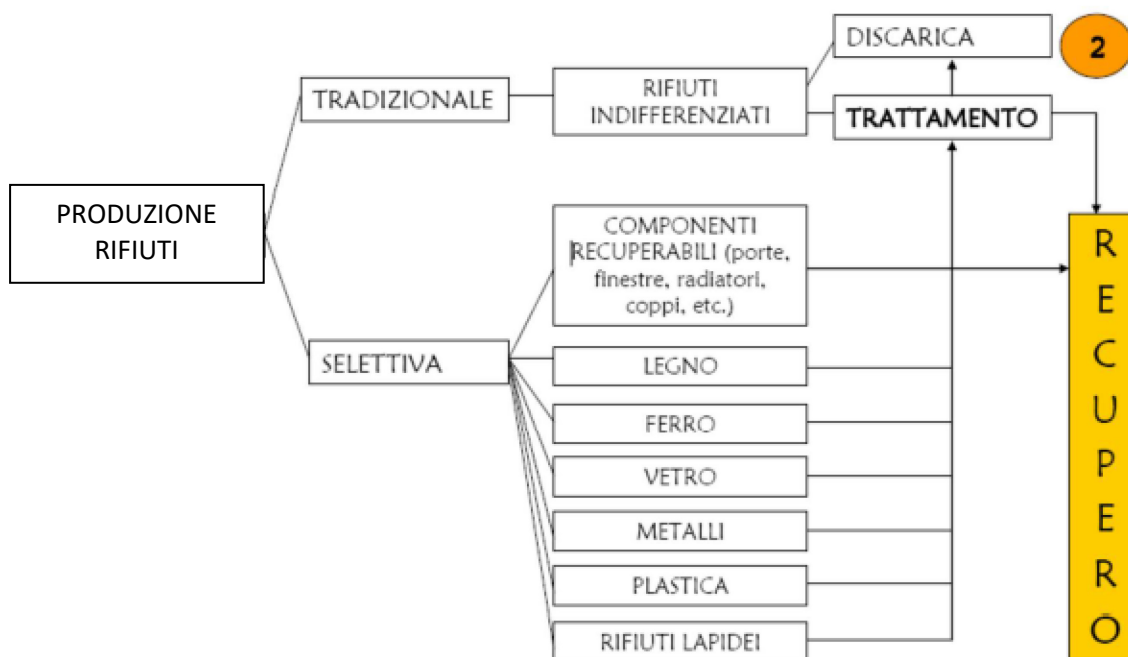 DISCARICA
2
TRADIZIONALE
RIFIUTI
INDIFFERENZIATI
TRATTAMENTO
PRODUZIONE
RIFIUTI
COMPONENTI
RECUPERABILI (porte,
finestre, radiatori,
coppi, etc.)
SELETTIVA
LEGNO
FERRO
VETRO
METALLI
PLASTICA
RIFIUTI LAPIDEI
R
E
C
U
P
E
R
O